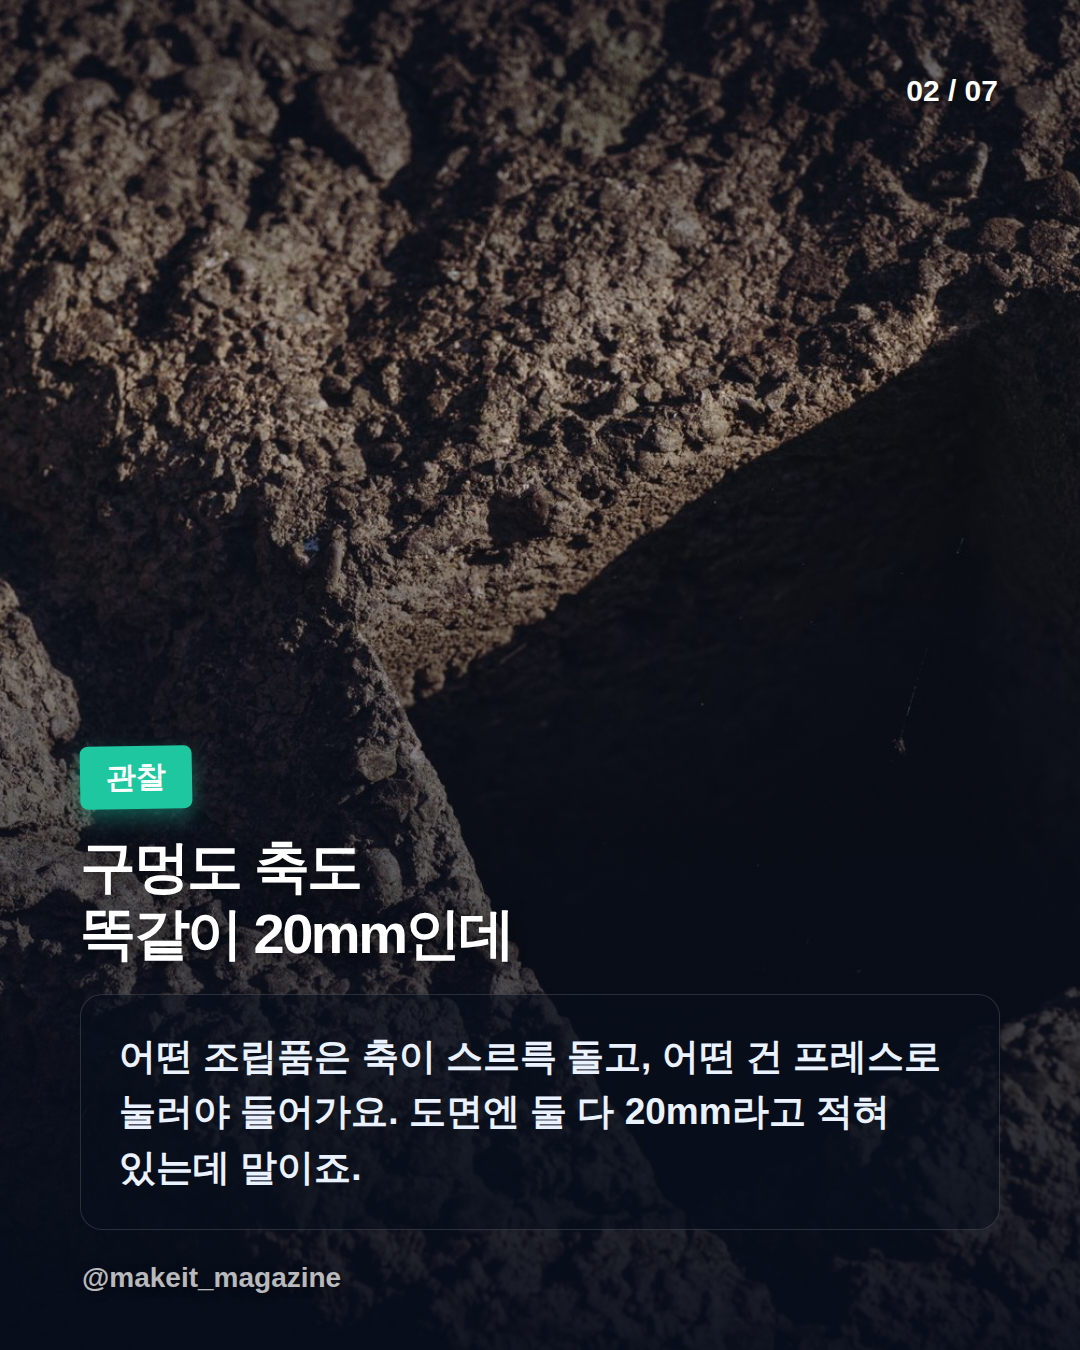 02 / 07
관찰
구멍도 축도
똑같이 20mm인데
어떤 조립품은 축이 스르륵 돌고, 어떤 건 프레스로
눌러야 들어가요. 도면엔 둘 다 20mm라고 적혀
있는데 말이죠.
@makeit_magazine